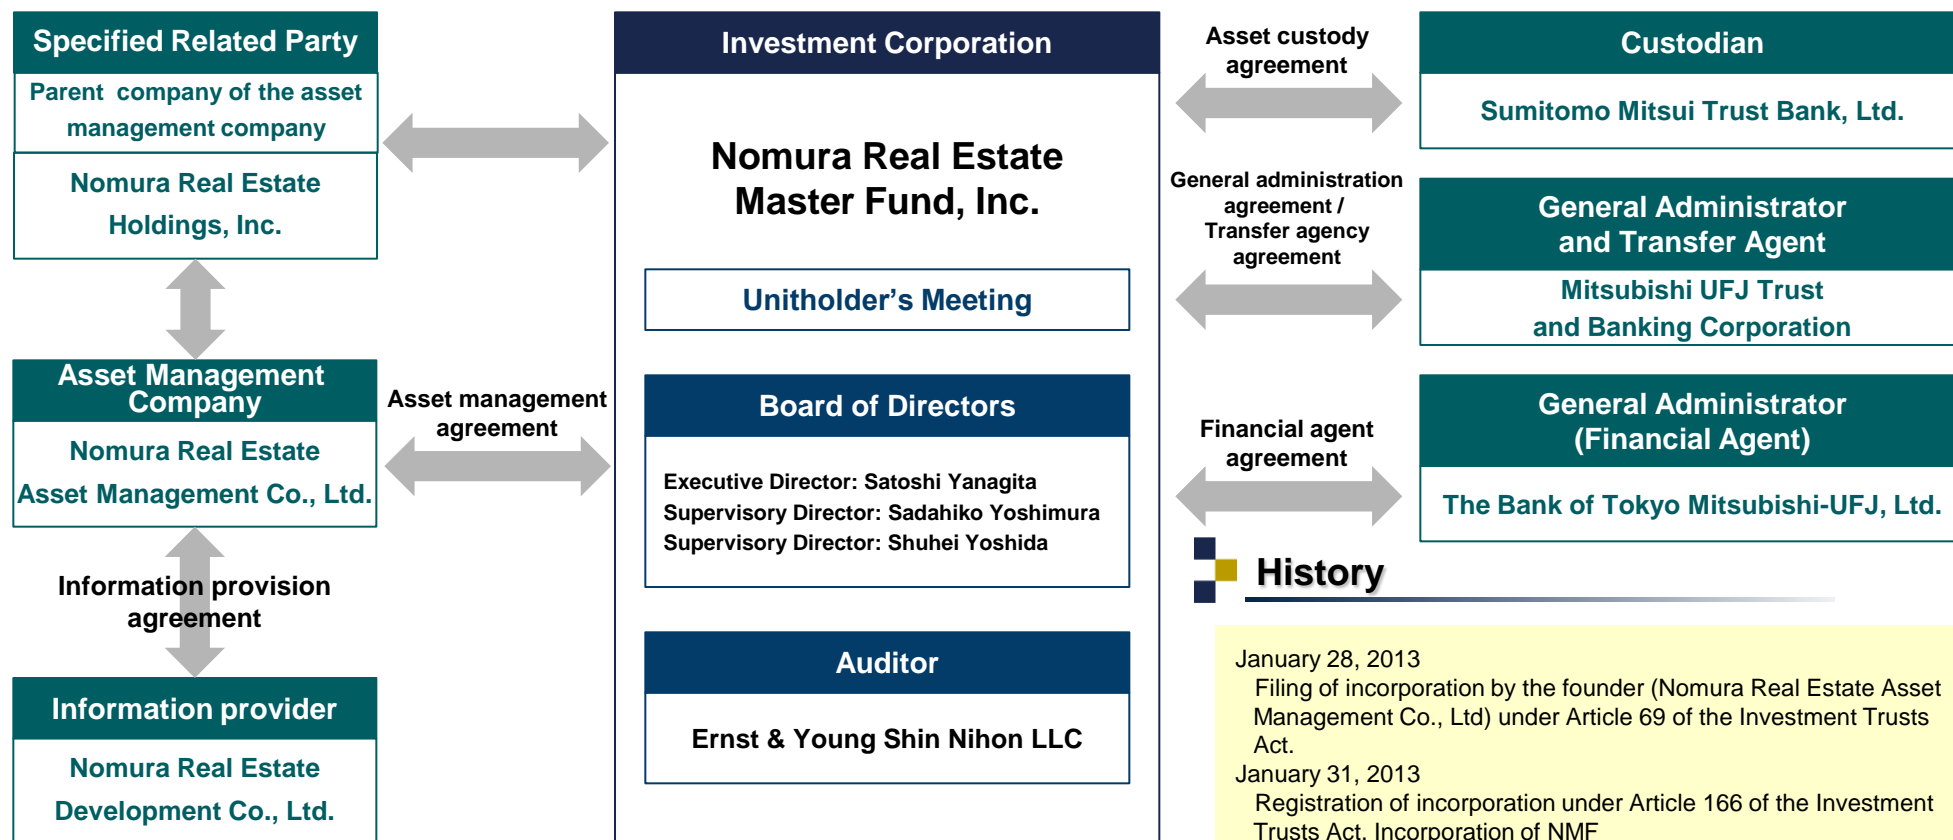 Specified Related Party
Parent company of the asset
management company
Nomura Real Estate
Holdings, Inc.
Asset Management
Company
Nomura Real Estate
Asset Management Co., Ltd.
Information provision
agreement
Information provider
Nomura Real Estate
Development Co., Ltd.
Asset management
agreement
Investment Corporation
Nomura Real Estate
Master Fund, Inc.
Unitholder’s Meeting
Board of Directors
Executive Director: Satoshi Yanagita
Supervisory Director: Sadahiko Yoshimura
Supervisory Director: Shuhei Yoshida
Auditor
Ernst & Young Shin Nihon LLC
Asset custody
agreement
Custodian
Sumitomo Mitsui Trust Bank, Ltd.
General administration
agreement /
Transfer agency
agreement
General Administrator
and Transfer Agent
Mitsubishi UFJ Trust
and Banking Corporation
Financial agent
agreement
General Administrator
(Financial Agent)
The Bank of Tokyo Mitsubishi-UFJ, Ltd.
History
January 28, 2013
Filing of incorporation by the founder (Nomura Real Estate Asset
Management Co., Ltd) under Article 69 of the Investment Trusts
Act.
January 31, 2013
Registration of incorporation under Article 166 of the Investment
Trusts Act. Incorporation of NMF